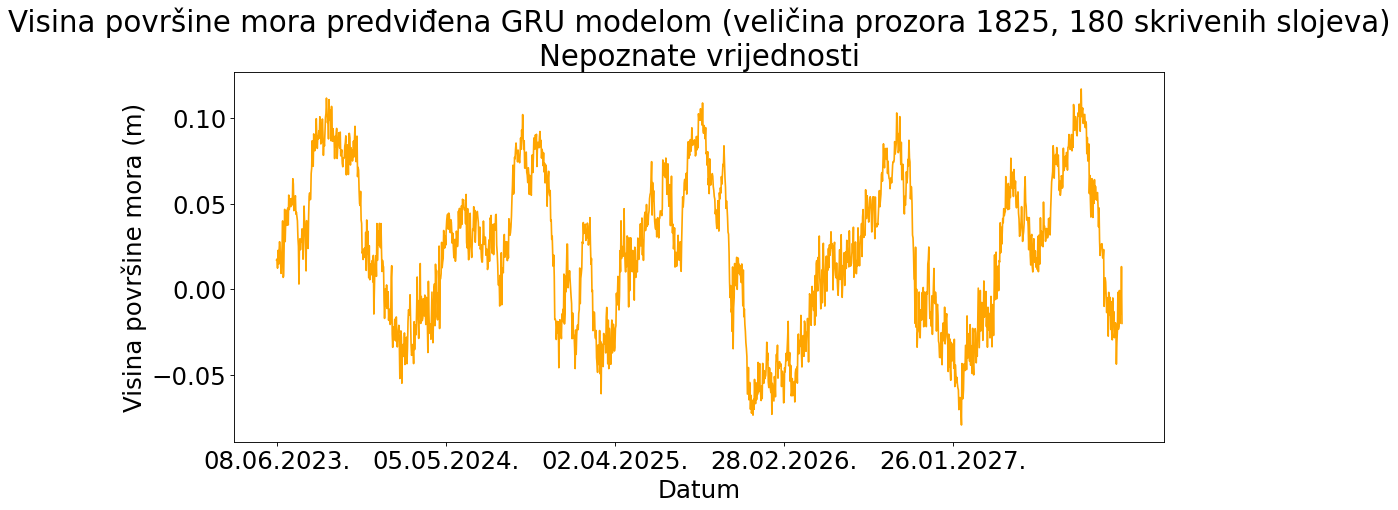 Visina površine mora predviđena GRU modelom (veličina prozora 1825, 180 skrivenih slojeva)
Nepoznate vrijednosti
Visina površine mora (m)
0.10
0.05
0.00
−0.05
08.06.2023. 05.05.2024. 02.04.2025. 28.02.2026. 26.01.2027.
Datum